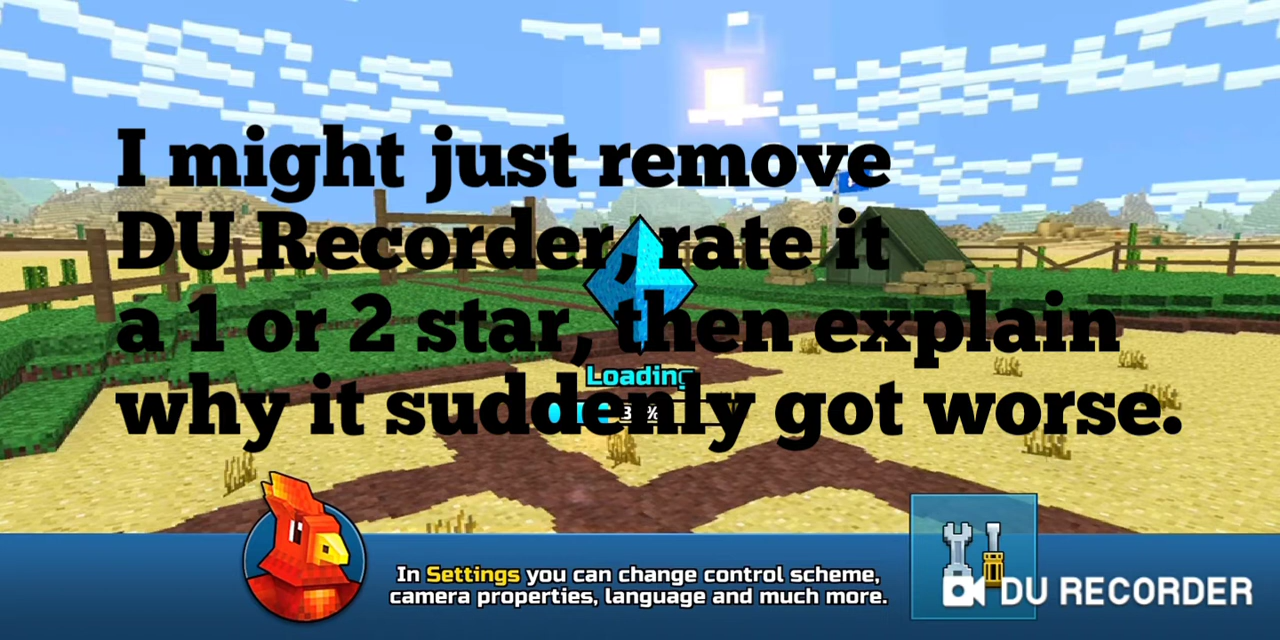 I might just remove
DU Recorder, rate it
a 1 or 2 star, then explain
why it suddenly got worse.
Loading
In Settings you can change control scheme,
camera properties, language and much more.
DU RECORDER